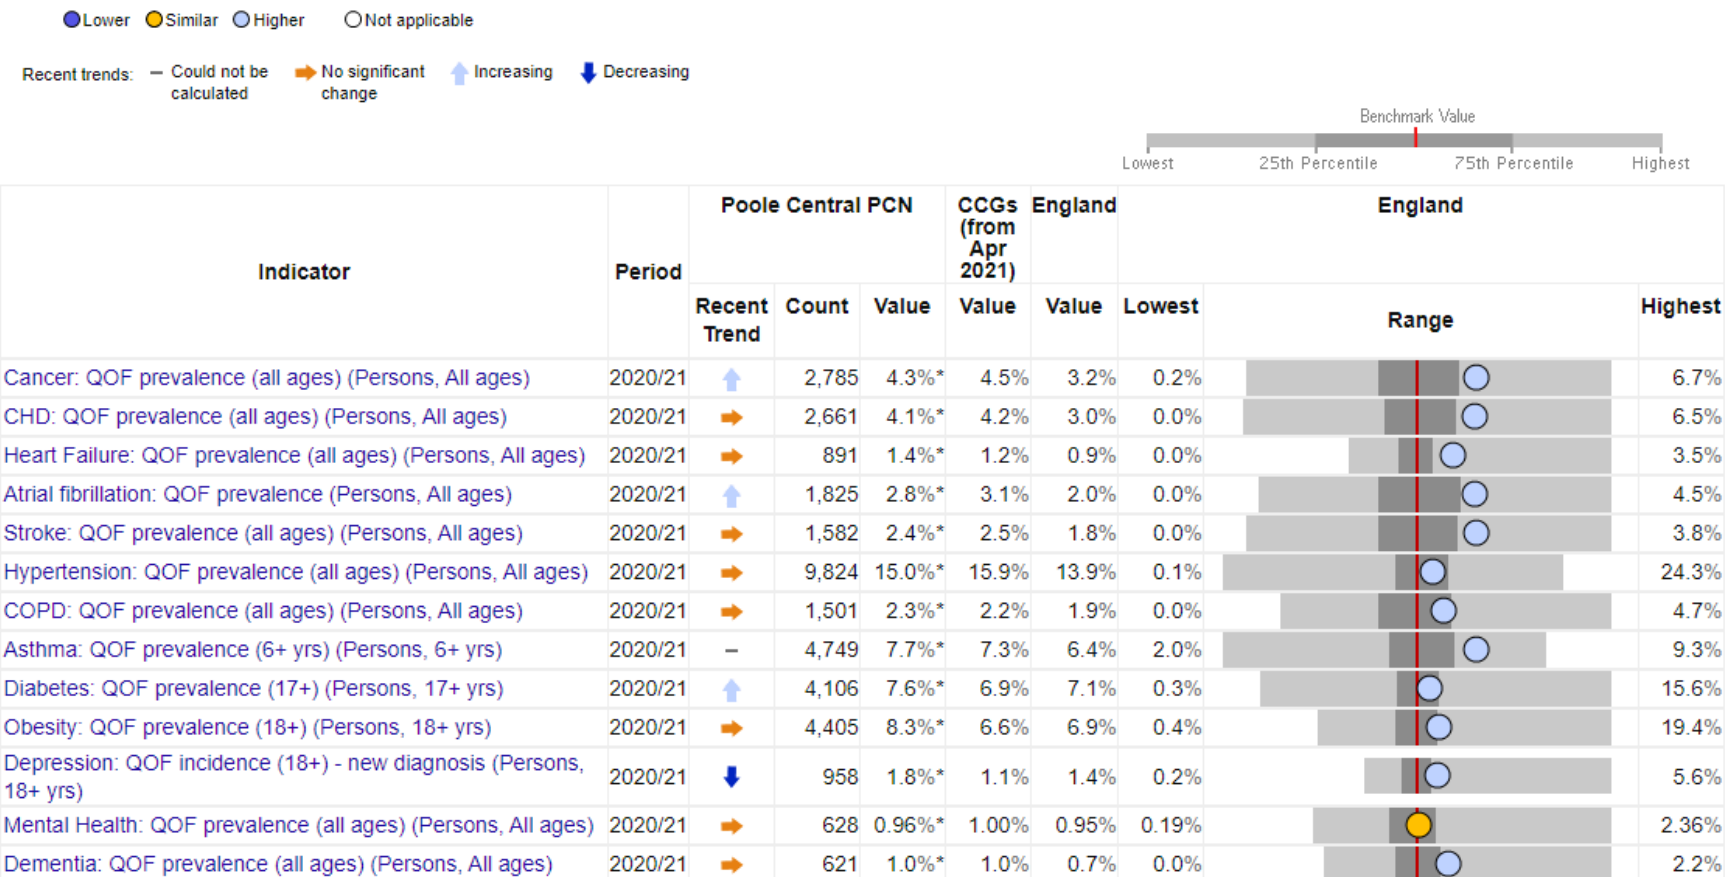 Lower Similar Higher Not applicable
Recent trends: – Could not be calculated No significant change Increasing Decreasing
Benchmark Value
Lowest 25th Percentile 75th Percentile Highest
Indicator Period Poole Central PCN CCGs (from Apr 2021) England England
Recent Trend Count Value Value Value Lowest Range Highest
Cancer: QOF prevalence (all ages) (Persons, All ages) 2020/21 2,785 4.3%* 4.5% 3.2% 0.2% 6.7%
CHD: QOF prevalence (all ages) (Persons, All ages) 2020/21 2,661 4.1%* 4.2% 3.0% 0.0% 6.5%
Heart Failure: QOF prevalence (all ages) (Persons, All ages) 2020/21 891 1.4%* 1.2% 0.9% 0.0% 3.5%
Atrial fibrillation: QOF prevalence (Persons, All ages) 2020/21 1,825 2.8%* 3.1% 2.0% 0.0% 4.5%
Stroke: QOF prevalence (all ages) (Persons, All ages) 2020/21 1,582 2.4%* 2.5% 1.8% 0.0% 3.8%
Hypertension: QOF prevalence (all ages) (Persons, All ages) 2020/21 9,824 15.0%* 15.9% 13.9% 0.1% 24.3%
COPD: QOF prevalence (all ages) (Persons, All ages) 2020/21 1,501 2.3%* 2.2% 1.9% 0.0% 4.7%
Asthma: QOF prevalence (6+ yrs) (Persons, 6+ yrs) 2020/21 – 4,749 7.7%* 7.3% 6.4% 2.0% 9.3%
Diabetes: QOF prevalence (17+) (Persons, 17+ yrs) 2020/21 4,106 7.6%* 6.9% 7.1% 0.3% 15.6%
Obesity: QOF prevalence (18+) (Persons, 18+ yrs) 2020/21 4,405 8.3%* 6.6% 6.9% 0.4% 19.4%
Depression: QOF incidence (18+) - new diagnosis (Persons, 18+ yrs) 2020/21 958 1.8%* 1.1% 1.4% 0.2% 5.6%
Mental Health: QOF prevalence (all ages) (Persons, All ages) 2020/21 628 0.96%* 1.00% 0.95% 0.19% 2.36%
Dementia: QOF prevalence (all ages) (Persons, All ages) 2020/21 621 1.0%* 1.0% 0.7% 0.0% 2.2%